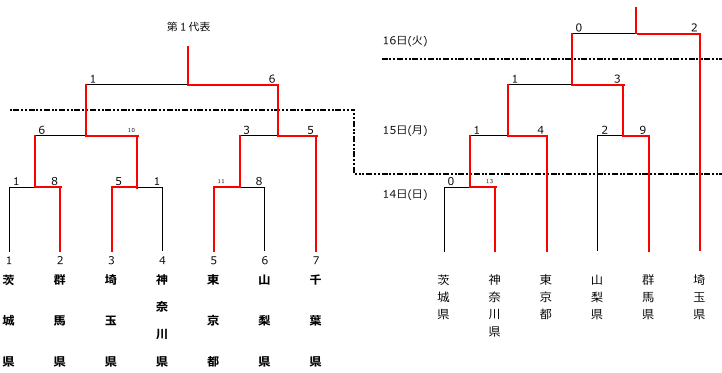 第１代表
0 2
16日(火)
1 6
1 3
6 10 3 5
15日(月)
1 4 2 9
1 8 5 1 11 8
0 13
14日(日)
1 2 3 4 5 6 7
茨城県 群馬県 埼玉県 神奈川県 東京都 山梨県 千葉県
茨城県 神奈川県 東京都 山梨県 群馬県 埼玉県